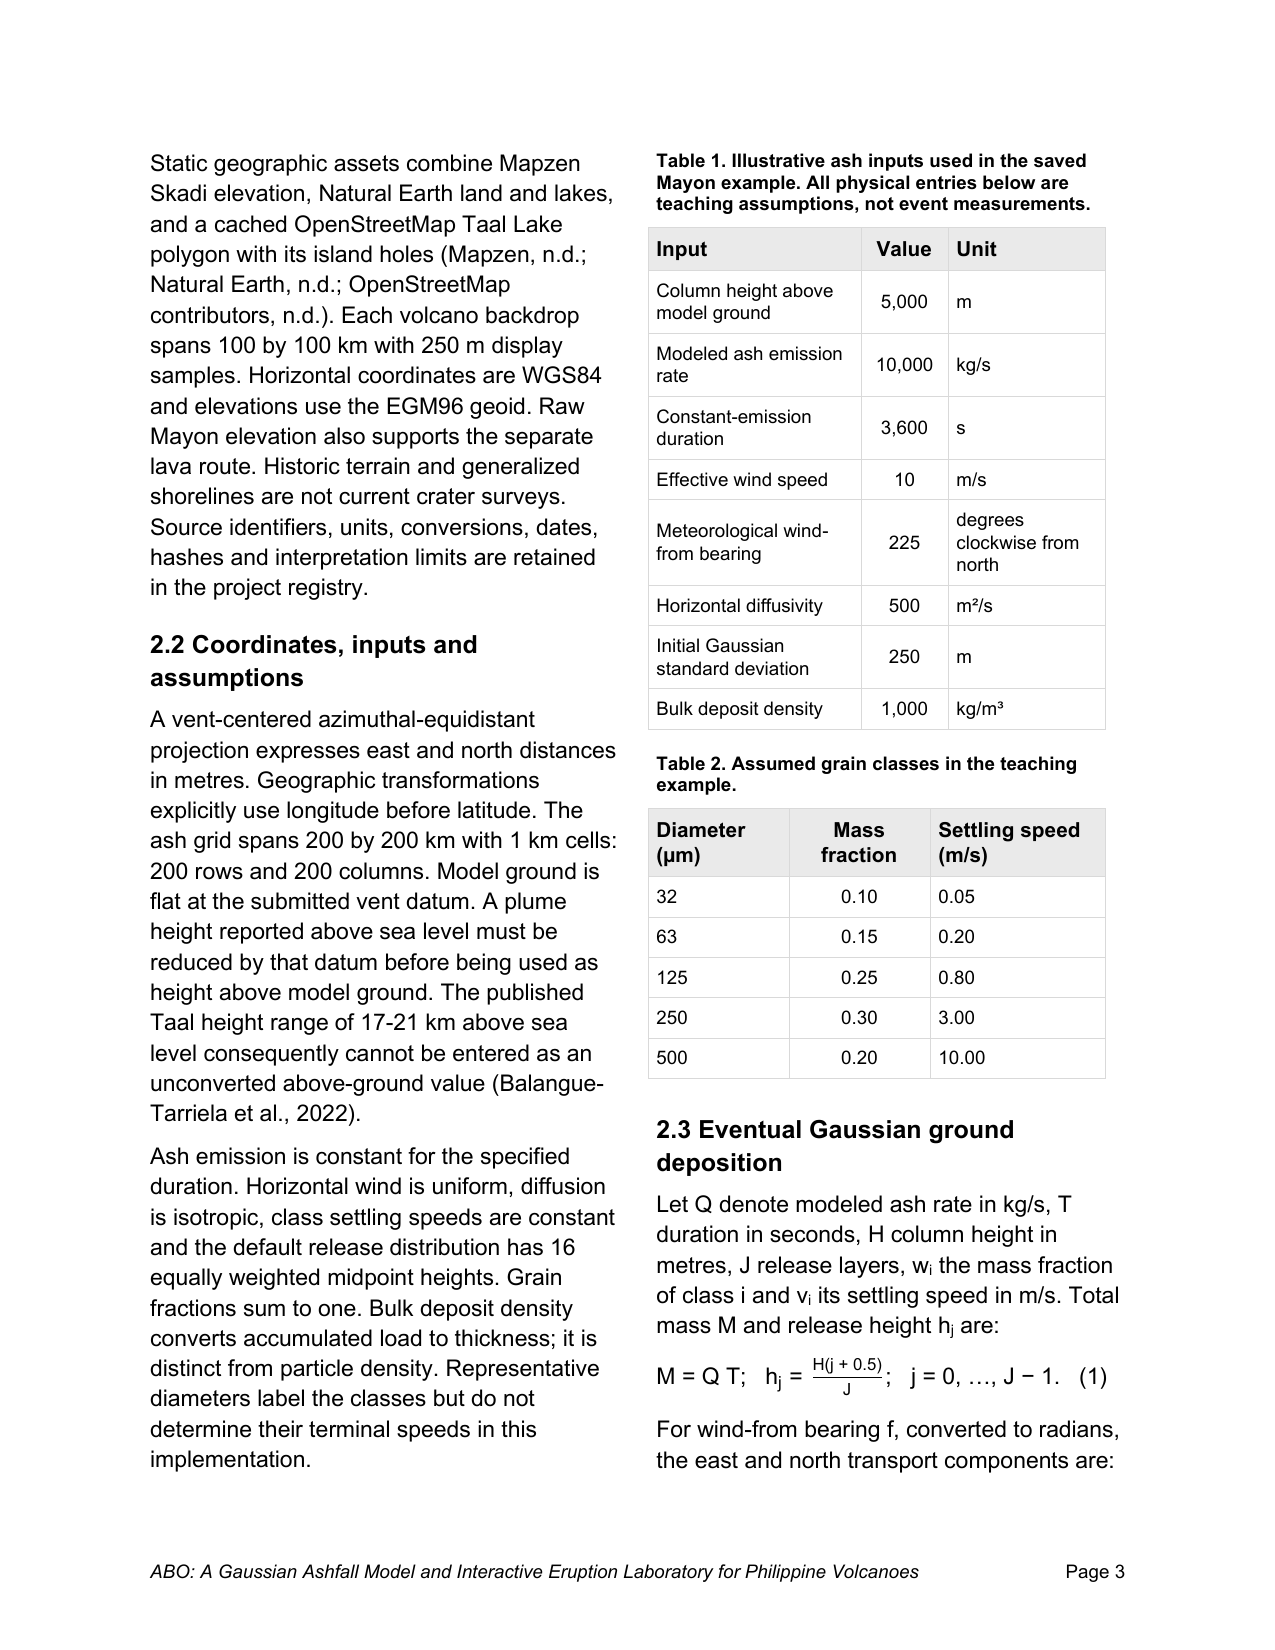 Static geographic assets combine Mapzen
Skadi elevation, Natural Earth land and lakes,
and a cached OpenStreetMap Taal Lake
polygon with its island holes (Mapzen, n.d.;
Natural Earth, n.d.; OpenStreetMap
contributors, n.d.). Each volcano backdrop
spans 100 by 100 km with 250 m display
samples. Horizontal coordinates are WGS84
and elevations use the EGM96 geoid. Raw
Mayon elevation also supports the separate
lava route. Historic terrain and generalized
shorelines are not current crater surveys.
Source identifiers, units, conversions, dates,
hashes and interpretation limits are retained
in the project registry.
2.2 Coordinates, inputs and
assumptions
A vent-centered azimuthal-equidistant
projection expresses east and north distances
in metres. Geographic transformations
explicitly use longitude before latitude. The
ash grid spans 200 by 200 km with 1 km cells:
200 rows and 200 columns. Model ground is
flat at the submitted vent datum. A plume
height reported above sea level must be
reduced by that datum before being used as
height above model ground. The published
Taal height range of 17-21 km above sea
level consequently cannot be entered as an
unconverted above-ground value (Balangue-
Tarriela et al., 2022).
Ash emission is constant for the specified
duration. Horizontal wind is uniform, diffusion
is isotropic, class settling speeds are constant
and the default release distribution has 16
equally weighted midpoint heights. Grain
fractions sum to one. Bulk deposit density
converts accumulated load to thickness; it is
distinct from particle density. Representative
diameters label the classes but do not
determine their terminal speeds in this
implementation.
Table 1. Illustrative ash inputs used in the saved
Mayon example. All physical entries below are
teaching assumptions, not event measurements.
Input Value Unit
Column height above
model ground 5,000 m
Modeled ash emission
rate 10,000 kg/s
Constant-emission
duration 3,600 s
Effective wind speed 10 m/s
Meteorological wind-
from bearing 225 degrees
clockwise from
north
Horizontal diffusivity 500 m²/s
Initial Gaussian
standard deviation 250 m
Bulk deposit density 1,000 kg/m³
Table 2. Assumed grain classes in the teaching
example.
Diameter
(µm) Mass
fraction Settling speed
(m/s)
32 0.10 0.05
63 0.15 0.20
125 0.25 0.80
250 0.30 3.00
500 0.20 10.00
2.3 Eventual Gaussian ground
deposition
Let Q denote modeled ash rate in kg/s, T
duration in seconds, H column height in
metres, J release layers, wᵢ the mass fraction
of class i and vᵢ its settling speed in m/s. Total
mass M and release height hⱼ are:
M = Q T; hⱼ = H(j + 0.5)/J; j = 0, …, J − 1. (1)
For wind-from bearing f, converted to radians,
the east and north transport components are:
ABO: A Gaussian Ashfall Model and Interactive Eruption Laboratory for Philippine Volcanoes Page 3